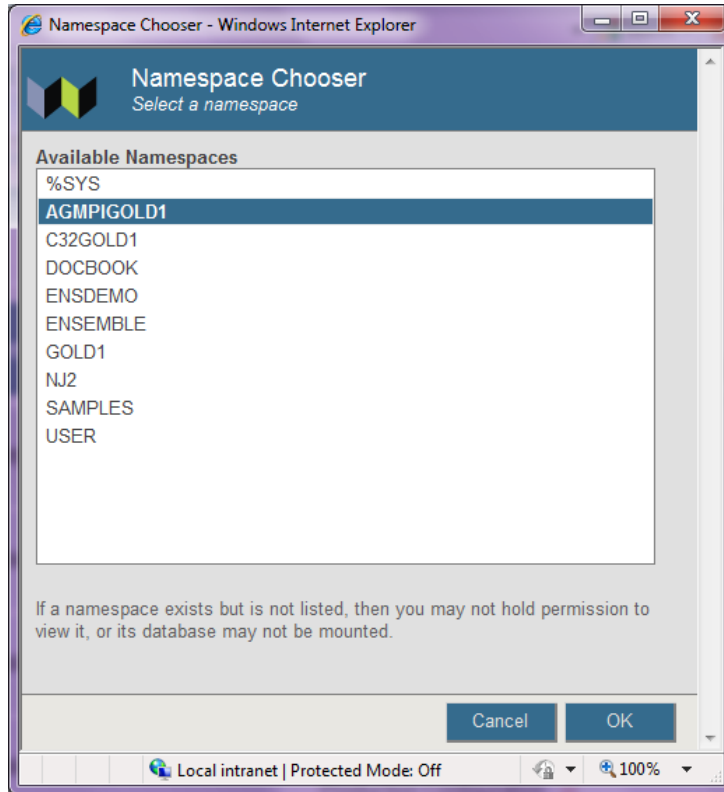 Namespace Chooser - Windows Internet Explorer
Namespace Chooser
Select a namespace
Available Namespaces
%SYS
AGMPIGOLD1
C32GOLD1
DOCBOOK
ENSDEMO
ENSEMBLE
GOLD1
NJ2
SAMPLES
USER
If a namespace exists but is not listed, then you may not hold permission to
view it, or its database may not be mounted.
Cancel OK
Local intranet | Protected Mode: Off 100%